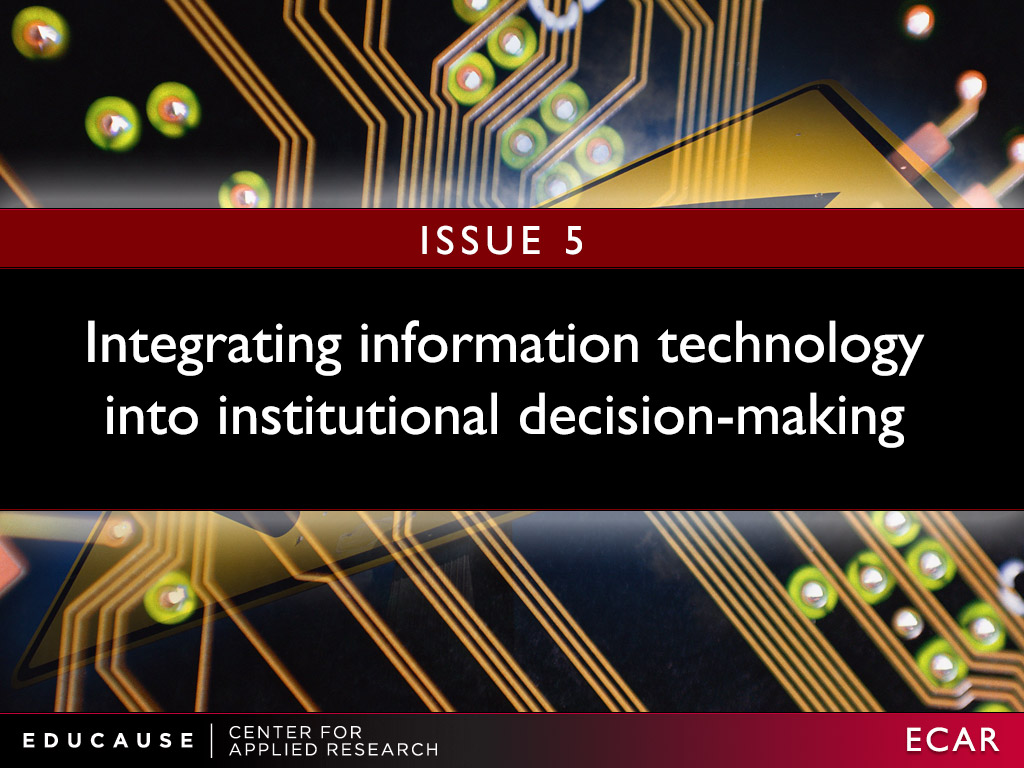 ISSUE 5
Integrating information technology
into institutional decision-making
EDUCAUSE
CENTER FOR
APPLIED RESEARCH
ECAR